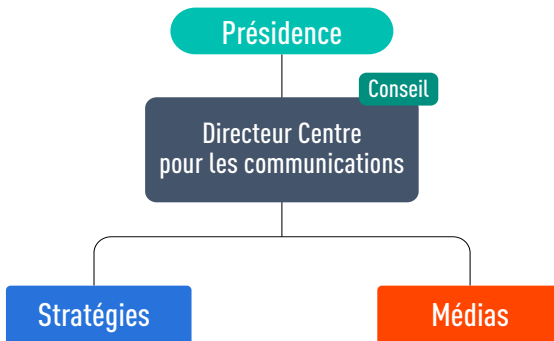 Présidence
Conseil
Directeur Centre
pour les communications
Stratégies
Médias